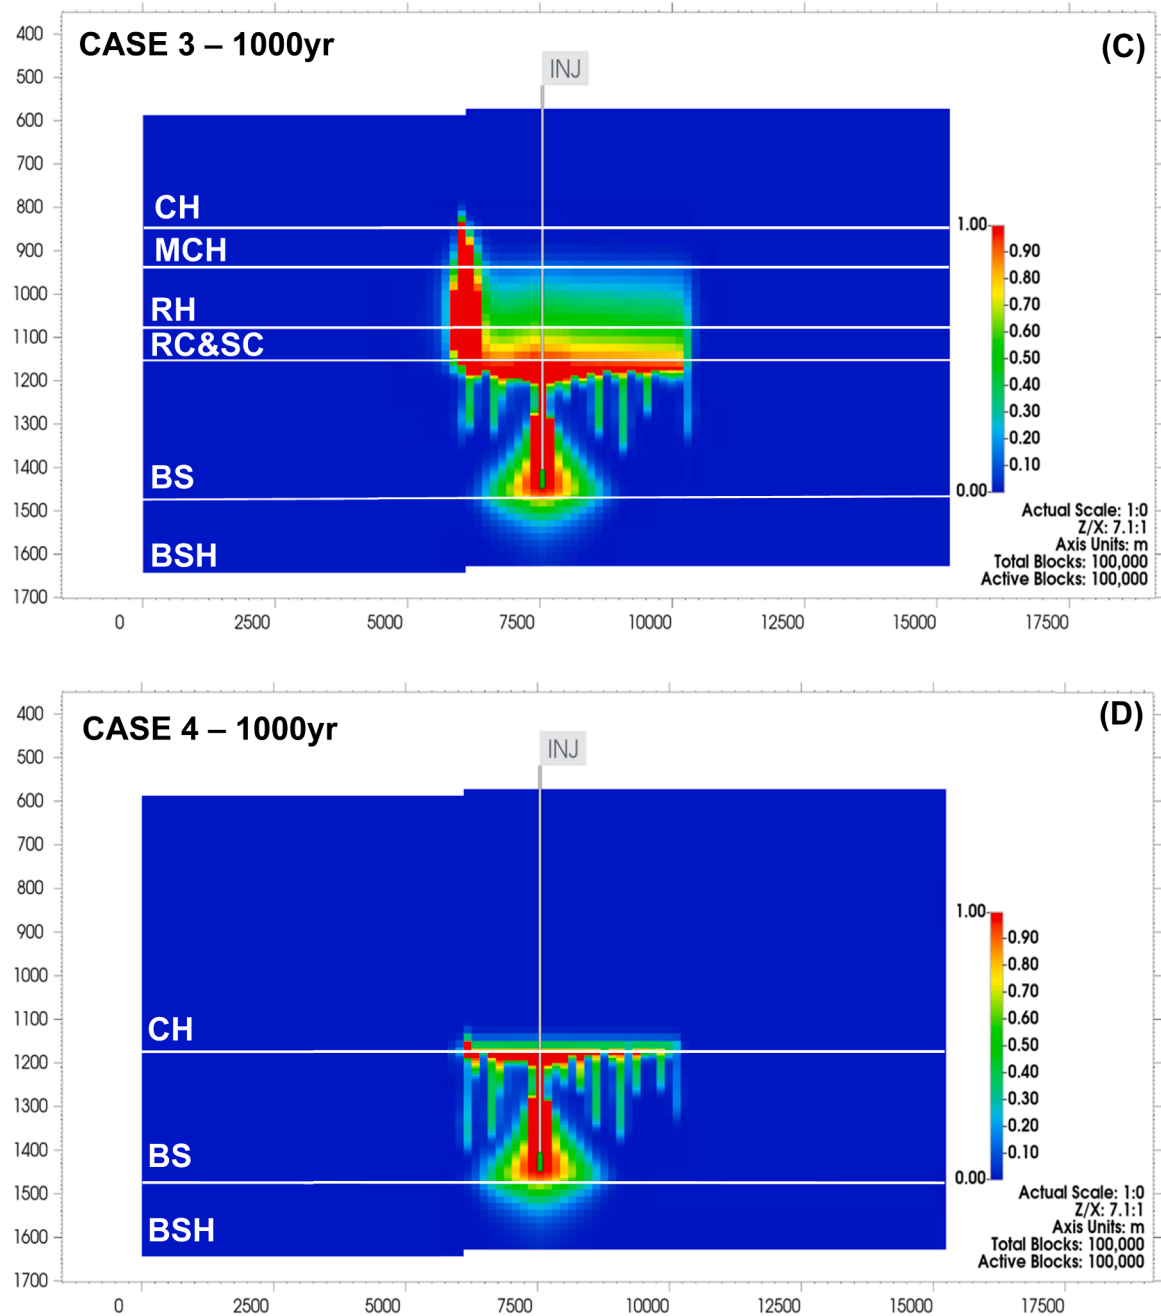 CASE 3 – 1000yr
(C)
INJ
400
500
600
700
800
900
1000
1100
1200
1300
1400
1500
1600
1700
CH
MCH
RH
RC&SC
BS
BSH
1.00
0.90
0.80
0.70
0.60
0.50
0.40
0.30
0.20
0.10
0.00
Actual Scale: 1:0
Z/X: 7.1:1
Axis Units: m
Total Blocks: 100,000
Active Blocks: 100,000
0 2500 5000 7500 10000 12500 15000 17500
CASE 4 – 1000yr
(D)
INJ
400
500
600
700
800
900
1000
1100
1200
1300
1400
1500
1600
1700
CH
BS
BSH
1.00
0.90
0.80
0.70
0.60
0.50
0.40
0.30
0.20
0.10
0.00
Actual Scale: 1:0
Z/X: 7.1:1
Axis Units: m
Total Blocks: 100,000
Active Blocks: 100,000
0 2500 5000 7500 10000 12500 15000 17500